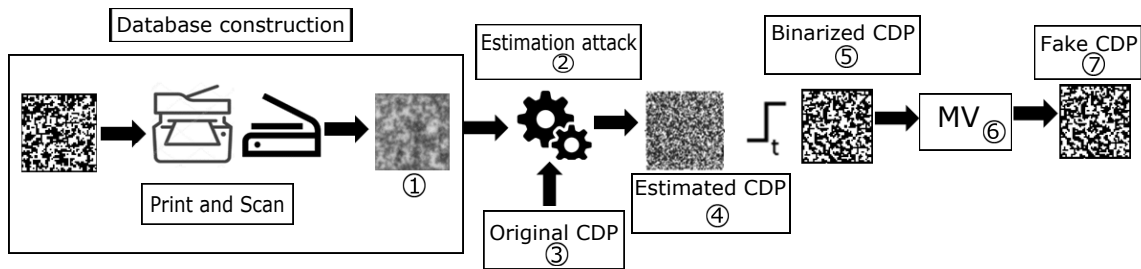 Database construction
Print and Scan
①
Estimation attack
②
Original CDP
③
Estimated CDP
④
t
Binarized CDP
⑤
MV
⑥
Fake CDP
⑦